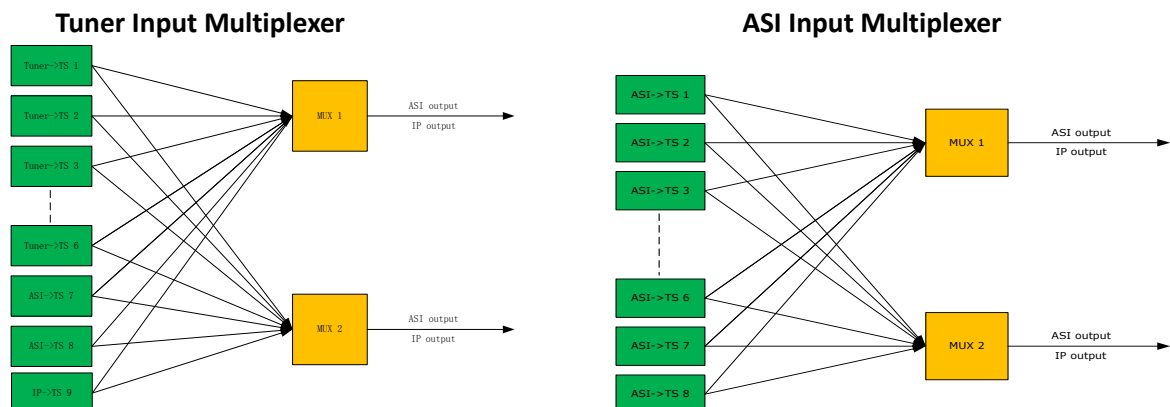 Tuner Input Multiplexer
Tuner->TS 1
Tuner->TS 2
Tuner->TS 3
Tuner->TS 6
ASI->TS 7
ASI->TS 8
IP->TS 9
MUX 1
ASI output
IP output
MUX 2
ASI output
IP output
ASI Input Multiplexer
ASI->TS 1
ASI->TS 2
ASI->TS 3
ASI->TS 6
ASI->TS 7
ASI->TS 8
MUX 1
ASI output
IP output
MUX 2
ASI output
IP output